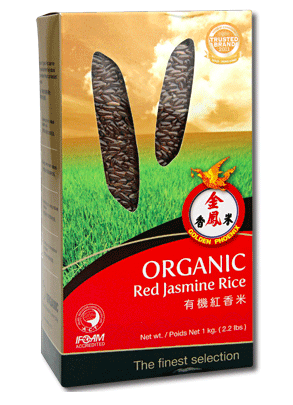 TRUSTED
BRAND
金
鳳
香 米
GOLDEN PHOENIX
ORGANIC
Red Jasmine Rice
有機紅香米
Net wt. / Poids Net 1 kg. ( 2.2 lbs )
IFOAM
ACCREDITED
The finest selection